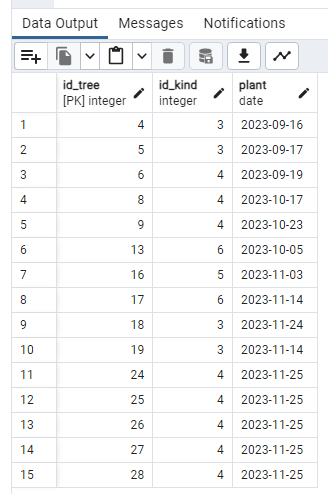 Data Output Messages Notifications
id_tree id_kind plant
[PK] integer integer date
1 4 3 2023-09-16
2 5 3 2023-09-17
3 6 4 2023-09-19
4 8 4 2023-10-17
5 9 4 2023-10-23
6 13 6 2023-10-05
7 16 5 2023-11-03
8 17 6 2023-11-14
9 18 3 2023-11-24
10 19 3 2023-11-14
11 24 4 2023-11-25
12 25 4 2023-11-25
13 26 4 2023-11-25
14 27 4 2023-11-25
15 28 4 2023-11-25